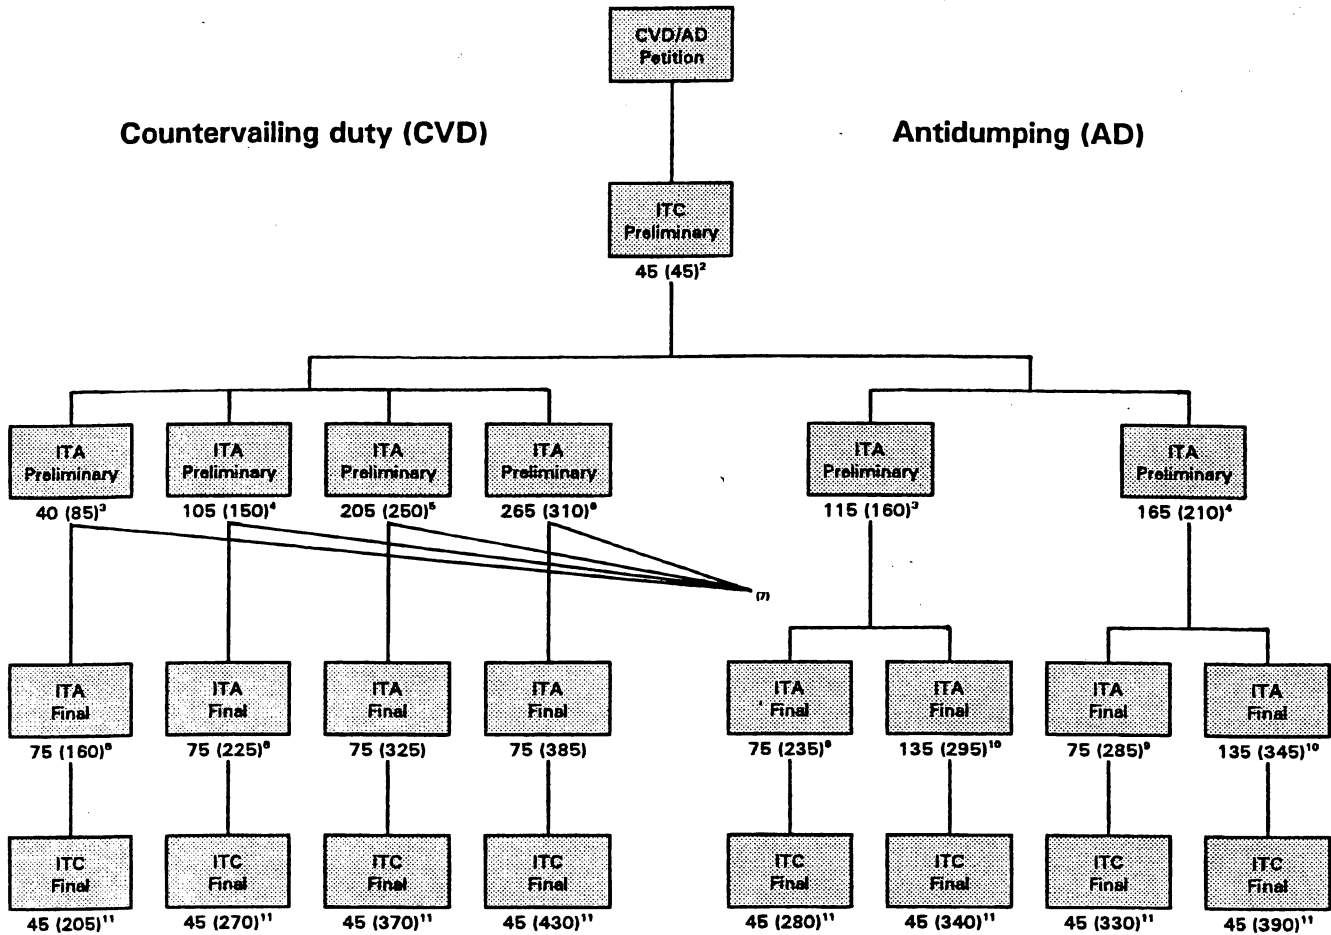 CVD/AD
Petition
Countervailing duty (CVD)
Antidumping (AD)
ITC
Preliminary
45 (45)²
ITA
Preliminary
40 (85)³
ITA
Preliminary
105 (150)⁴
ITA
Preliminary
205 (250)⁵
ITA
Preliminary
265 (310)⁶
ITA
Preliminary
115 (160)³
ITA
Preliminary
165 (210)⁴
(7)
ITA
Final
75 (160)⁸
ITA
Final
75 (225)⁸
ITA
Final
75 (325)
ITA
Final
75 (385)
ITA
Final
75 (235)⁹
ITA
Final
135 (295)¹⁰
ITA
Final
75 (285)⁹
ITA
Final
135 (345)¹⁰
ITC
Final
45 (205)¹¹
ITC
Final
45 (270)¹¹
ITC
Final
45 (370)¹¹
ITC
Final
45 (430)¹¹
ITC
Final
45 (280)¹¹
ITC
Final
45 (340)¹¹
ITC
Final
45 (330)¹¹
ITC
Final
45 (390)¹¹